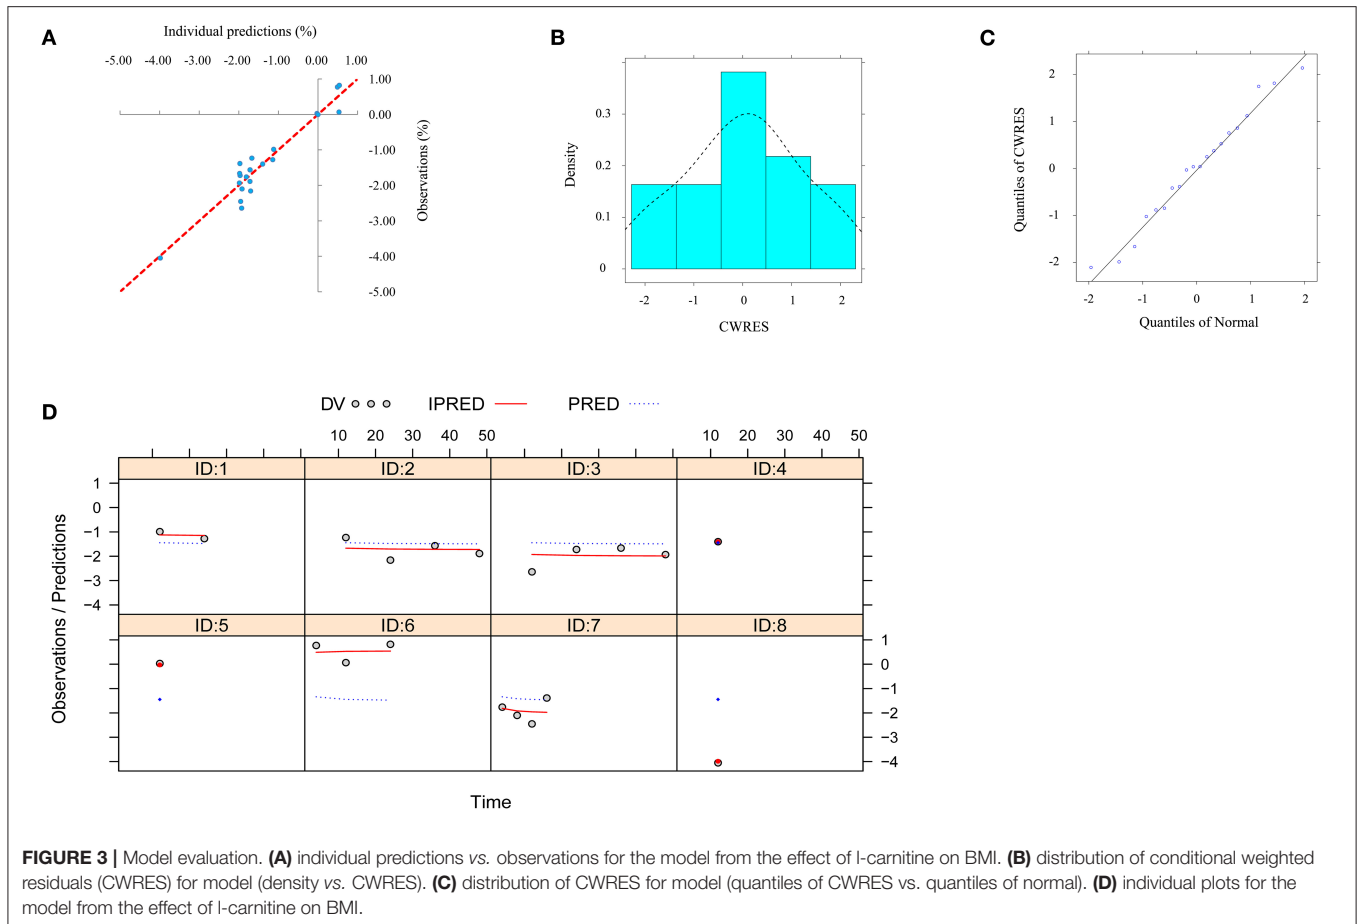 A
Individual predictions (%)
-5.00 -4.00 -3.00 -2.00 -1.00 0.00 1.00
1.00
0.00
-1.00
-2.00
-3.00
-4.00
-5.00
Observations (%)
B
Density
0.3
0.2
0.1
0
-2 -1 0 1 2
CWRES
C
Quantiles of CWRES
2
1
0
-1
-2
-2 -1 0 1 2
Quantiles of Normal
D
DV IPRED PRED
10 20 30 40 50 10 20 30 40 50
ID:1 ID:2 ID:3 ID:4
1
0
−1
−2
−3
−4
ID:5 ID:6 ID:7 ID:8
1
0
−1
−2
−3
−4
Observations / Predictions
Time
FIGURE 3 | Model evaluation. (A) individual predictions vs. observations for the model from the effect of l-carnitine on BMI. (B) distribution of conditional weighted
residuals (CWRES) for model (density vs. CWRES). (C) distribution of CWRES for model (quantiles of CWRES vs. quantiles of normal). (D) individual plots for the
model from the effect of l-carnitine on BMI.